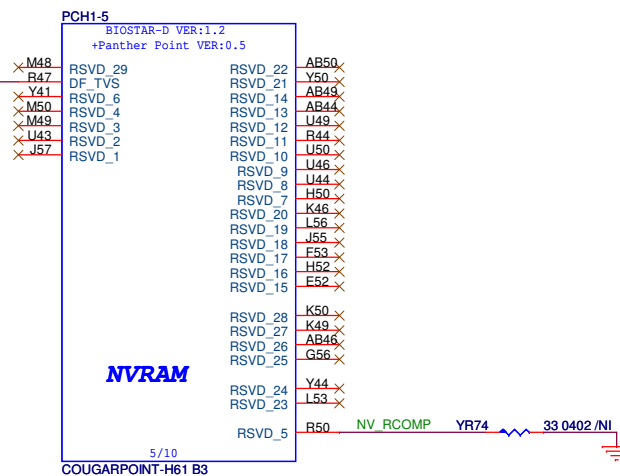 PCH1-5
BIOSTAR-D VER:1.2
+Panther Point VER:0.5
M48 RSVD_29 RSVD_22 AB50
R47 DF_TVS RSVD_21 Y50
Y41 RSVD_6 RSVD_14 AB49
M50 RSVD_4 RSVD_13 AB44
M49 RSVD_3 RSVD_12 U49
U43 RSVD_2 RSVD_11 R44
J57 RSVD_1 RSVD_10 U50
RSVD_9 U46
RSVD_8 U44
RSVD_7 H50
RSVD_20 K46
RSVD_19 L56
RSVD_18 J55
RSVD_17 F53
RSVD_16 H52
RSVD_15 E52
RSVD_28 K50
RSVD_27 K49
RSVD_26 AB46
RSVD_25 G56
NVRAM
RSVD_24 Y44
RSVD_23 L53
RSVD_5 R50 NV_RCOMP YR74 33 0402 /NI
5/10
COUGARPOINT-H61 B3